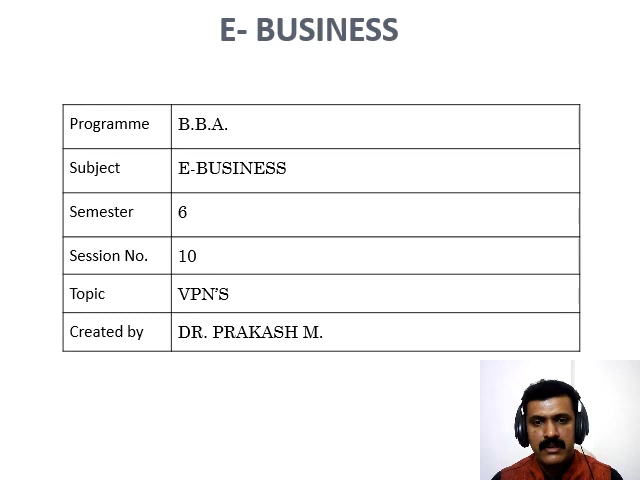 E- BUSINESS
Programme B.B.A.
Subject E-BUSINESS
Semester 6
Session No. 10
Topic VPN’S
Created by DR. PRAKASH M.